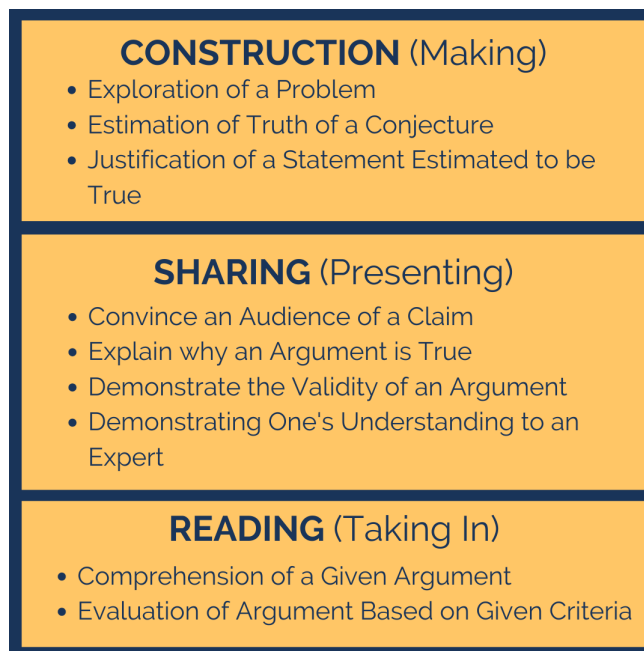 CONSTRUCTION (Making)
• Exploration of a Problem
• Estimation of Truth of a Conjecture
• Justification of a Statement Estimated to be
True
SHARING (Presenting)
• Convince an Audience of a Claim
• Explain why an Argument is True
• Demonstrate the Validity of an Argument
• Demonstrating One's Understanding to an
Expert
READING (Taking In)
• Comprehension of a Given Argument
• Evaluation of Argument Based on Given Criteria